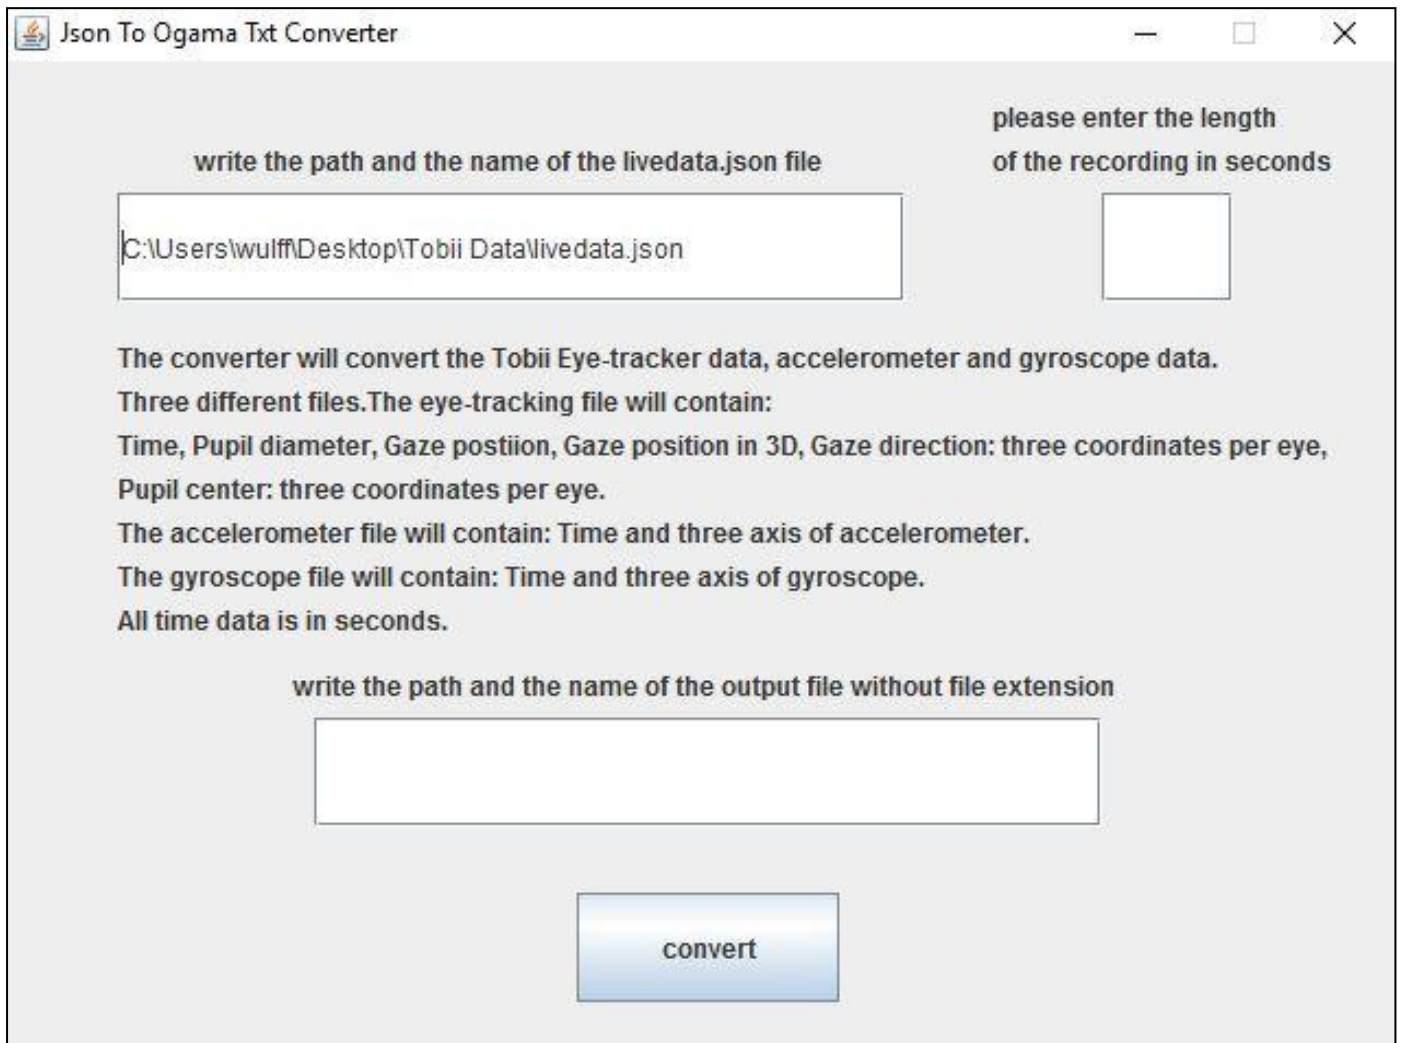 Json To Ogama Txt Converter
please enter the length
of the recording in seconds
write the path and the name of the livedata.json file
C:\Users\wulff\Desktop\Tobii Data\livedata.json
The converter will convert the Tobii Eye-tracker data, accelerometer and gyroscope data.
Three different files.The eye-tracking file will contain:
Time, Pupil diameter, Gaze postiion, Gaze position in 3D, Gaze direction: three coordinates per eye,
Pupil center: three coordinates per eye.
The accelerometer file will contain: Time and three axis of accelerometer.
The gyroscope file will contain: Time and three axis of gyroscope.
All time data is in seconds.
write the path and the name of the output file without file extension
convert